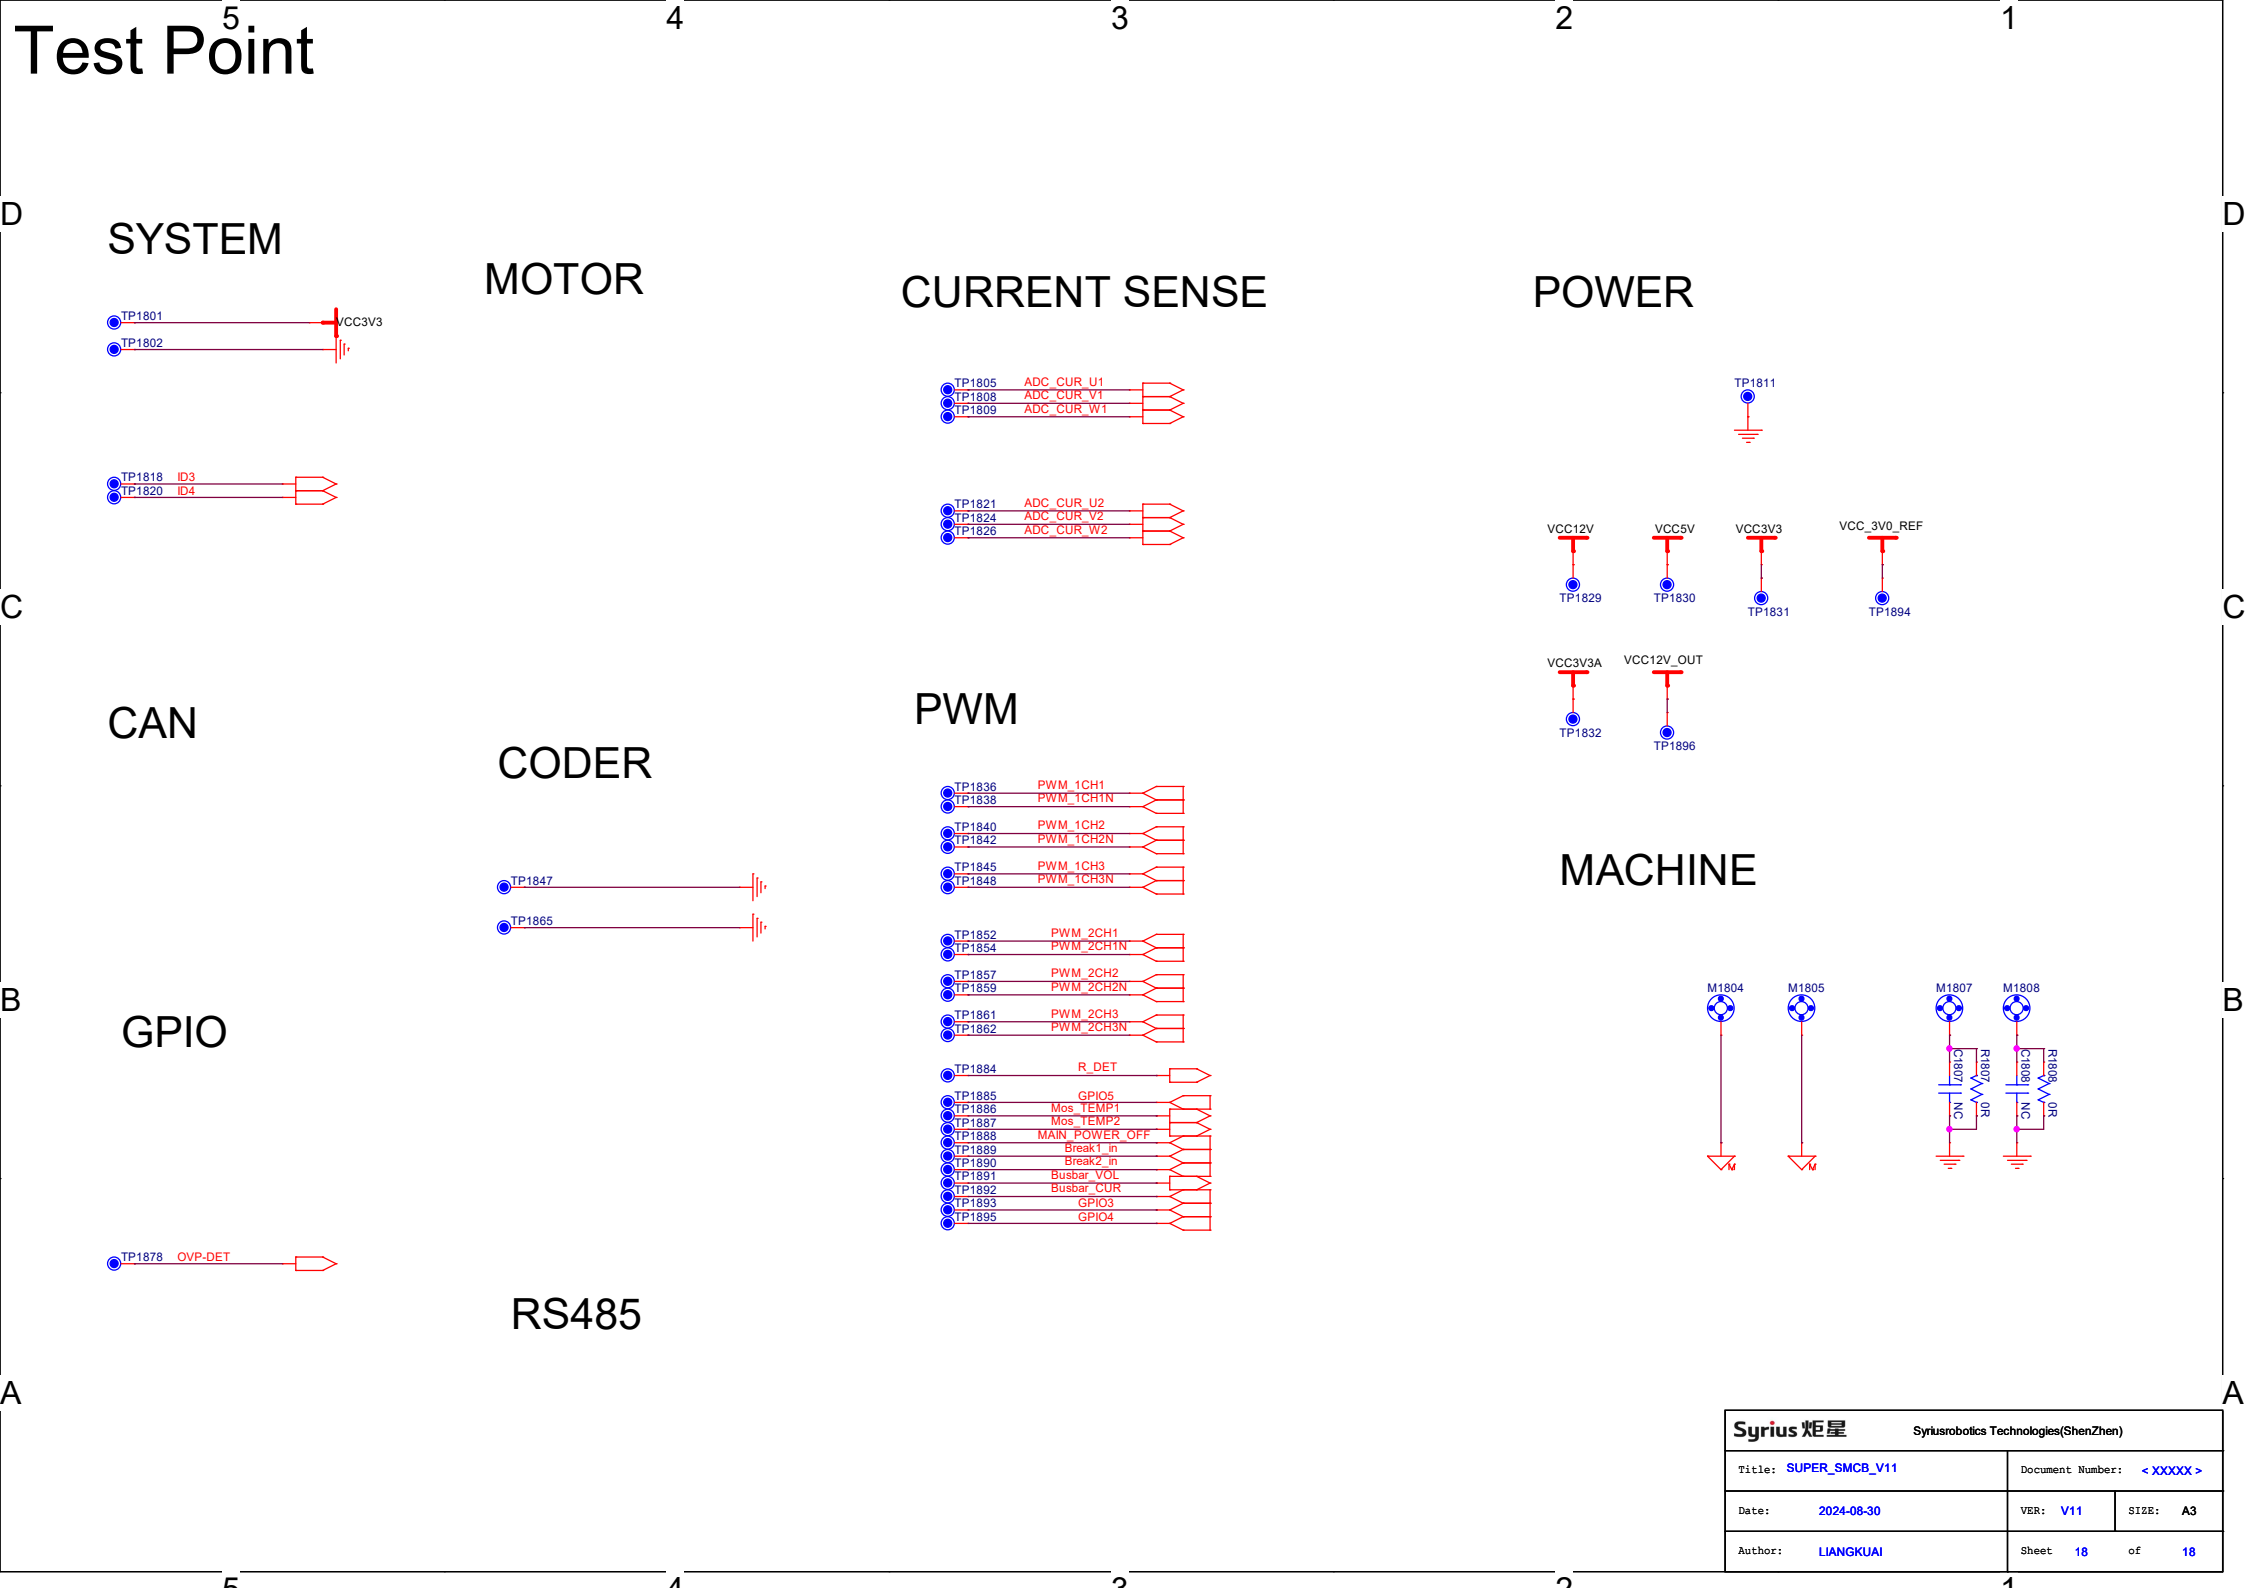 5 4 3 2 1
Test Point
D D
SYSTEM
MOTOR
CURRENT SENSE
POWER
TP1801 VCC3V3
TP1802
TP1818 ID3
TP1820 ID4
TP1805 ADC_CUR_U1
TP1808 ADC_CUR_V1
TP1809 ADC_CUR_W1
TP1821 ADC_CUR_U2
TP1824 ADC_CUR_V2
TP1826 ADC_CUR_W2
TP1811
VCC12V VCC5V VCC3V3 VCC_3V0_REF
TP1829 TP1830 TP1831 TP1894
VCC3V3A VCC12V_OUT
TP1832 TP1896
C C
CAN
CODER
TP1847
TP1865
PWM
TP1836 PWM_1CH1
TP1838 PWM_1CH1N
TP1840 PWM_1CH2
TP1842 PWM_1CH2N
TP1845 PWM_1CH3
TP1848 PWM_1CH3N
TP1852 PWM_2CH1
TP1854 PWM_2CH1N
TP1857 PWM_2CH2
TP1859 PWM_2CH2N
TP1861 PWM_2CH3
TP1862 PWM_2CH3N
TP1884 R_DET
TP1885 GPIO5
TP1886 Mos_TEMP1
TP1887 Mos_TEMP2
TP1888 MAIN_POWER_OFF
TP1889 Break1_in
TP1890 Break2_in
TP1891 Busbar_VOL
TP1892 Busbar_CUR
TP1893 GPIO3
TP1895 GPIO4
MACHINE
M1804 M1805 M1807 M1808
C1807 NC R1807 0R C1808 NC R1808 0R
M M
B B
GPIO
TP1878 OVP-DET
RS485
A A
Syrius 炬星 Syriusrobotics Technologies(ShenZhen)
Title: SUPER_SMCB_V11 Document Number: < XXXXX >
Date: 2024-08-30 VER: V11 SIZE: A3
Author: LIANGKUAI Sheet 18 of 18
5 4 3 2 1